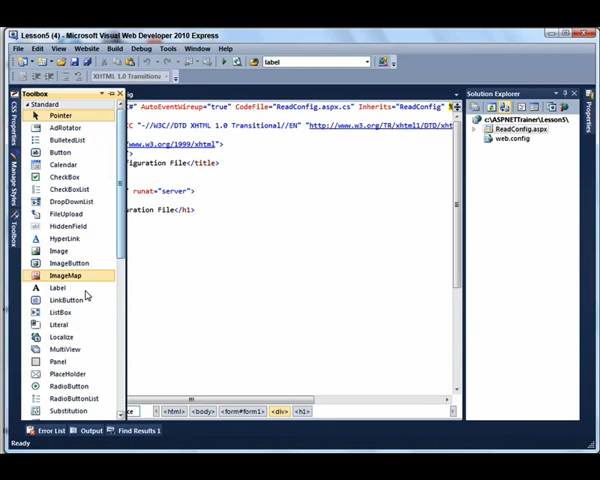 Lesson5 (4) - Microsoft Visual Web Developer 2010 Express
File Edit View Website Build Debug Tools Window Help
label
XHTML 1.0 Transitiona
Toolbox
Standard
Pointer
AdRotator
BulletedList
Button
Calendar
CheckBox
CheckBoxList
DropDownList
FileUpload
HiddenField
HyperLink
Image
ImageButton
ImageMap
Label
LinkButton
ListBox
Literal
Localize
MultiView
Panel
PlaceHolder
RadioButton
RadioButtonList
Substitution
CSS Properties
Manage Styles
Toolbox
C#" AutoEventWireup="true" CodeFile="ReadConfig.aspx.cs" Inherits="ReadConfig" %
IC "-//W3C//DTD XHTML 1.0 Transitional//EN" "http://www.w3.org/TR/xhtml1/DTD/xht
www.w3.org/1999/xhtml">
figuration File</title>
runat="server">
uration File</h1>
<html> <body> <form#form1> <div> <h1>
Solution Explorer
c:\ASPNETTrainer\Lesson5\
ReadConfig.aspx
web.config
Properties
Error List Output Find Results 1
Ready